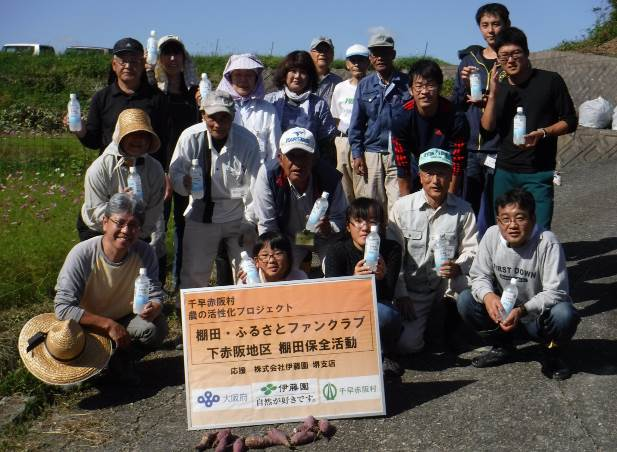 千早赤阪村
農の活性化プロジェクト
棚田・ふるさとファンクラブ
下赤阪地区 棚田保全活動
応援 株式会社伊藤園 堺支店
大阪府
伊藤園
自然が好きです。
千早赤阪村
FIRST DOWN